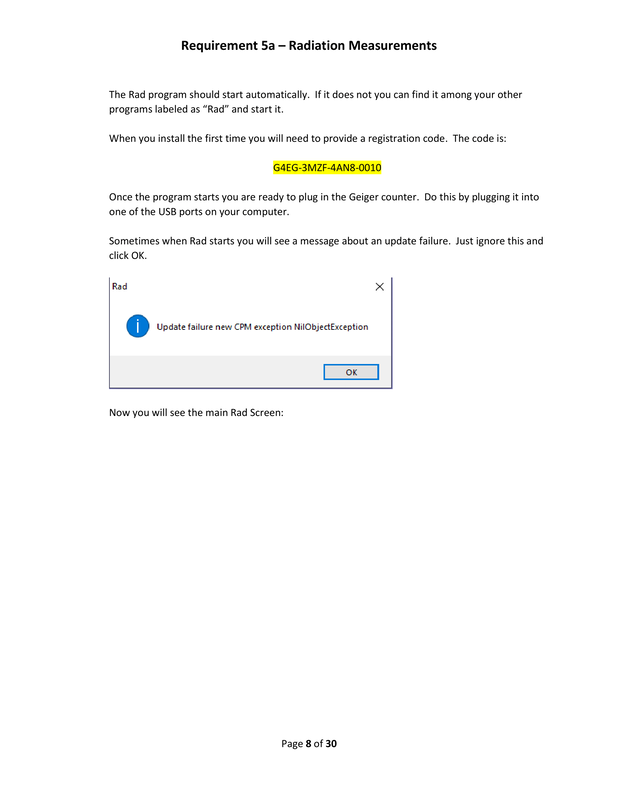 Requirement 5a – Radiation Measurements
The Rad program should start automatically.  If it does not you can find it among your other
programs labeled as “Rad” and start it.
When you install the first time you will need to provide a registration code.  The code is:
G4EG-3MZF-4AN8-0010
Once the program starts you are ready to plug in the Geiger counter.  Do this by plugging it into
one of the USB ports on your computer.
Sometimes when Rad starts you will see a message about an update failure.  Just ignore this and
click OK.
Rad
Update failure new CPM exception NilObjectException
OK
Now you will see the main Rad Screen:
Page 8 of 30